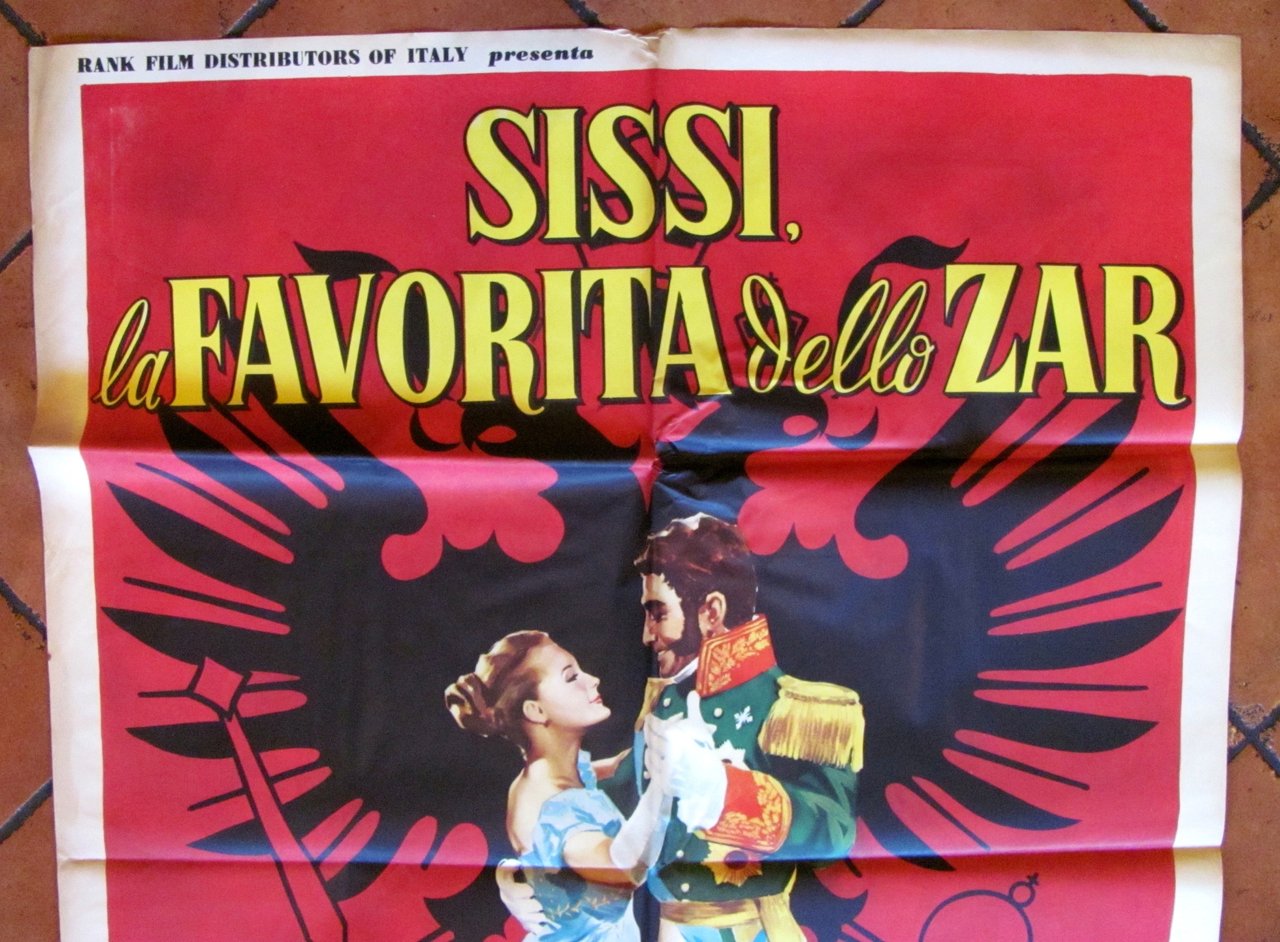 RANK FILM DISTRIBUTORS OF ITALY presenta
SISSI,
la FAVORITA dello ZAR